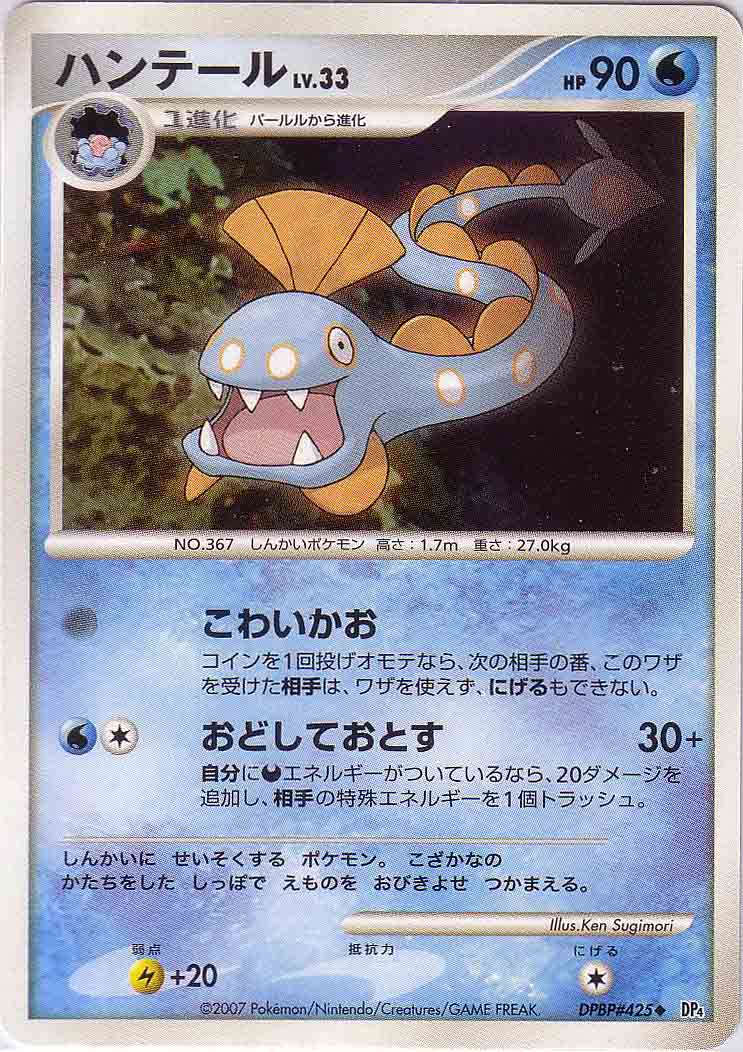 ハンテール LV.33 HP 90
1進化 パールルから進化
NO.367 しんかいポケモン 高さ:1.7m 重さ:27.0kg
こわいかお
コインを1回投げオモテなら、次の相手の番、このワザ
を受けた相手は、ワザを使えず、にげるもできない。
おどしておとす 30+
自分にエネルギーがついているなら、20ダメージを
追加し、相手の特殊エネルギーを1個トラッシュ。
しんかいに せいそくする ポケモン。 こざかなの
かたちをした しっぽで えものを おびきよせ つかまえる。
Illus.Ken Sugimori
弱点 抵抗力 にげる
+20
©2007 Pokémon/Nintendo/Creatures/GAME FREAK. DPBP#425◆ DP4